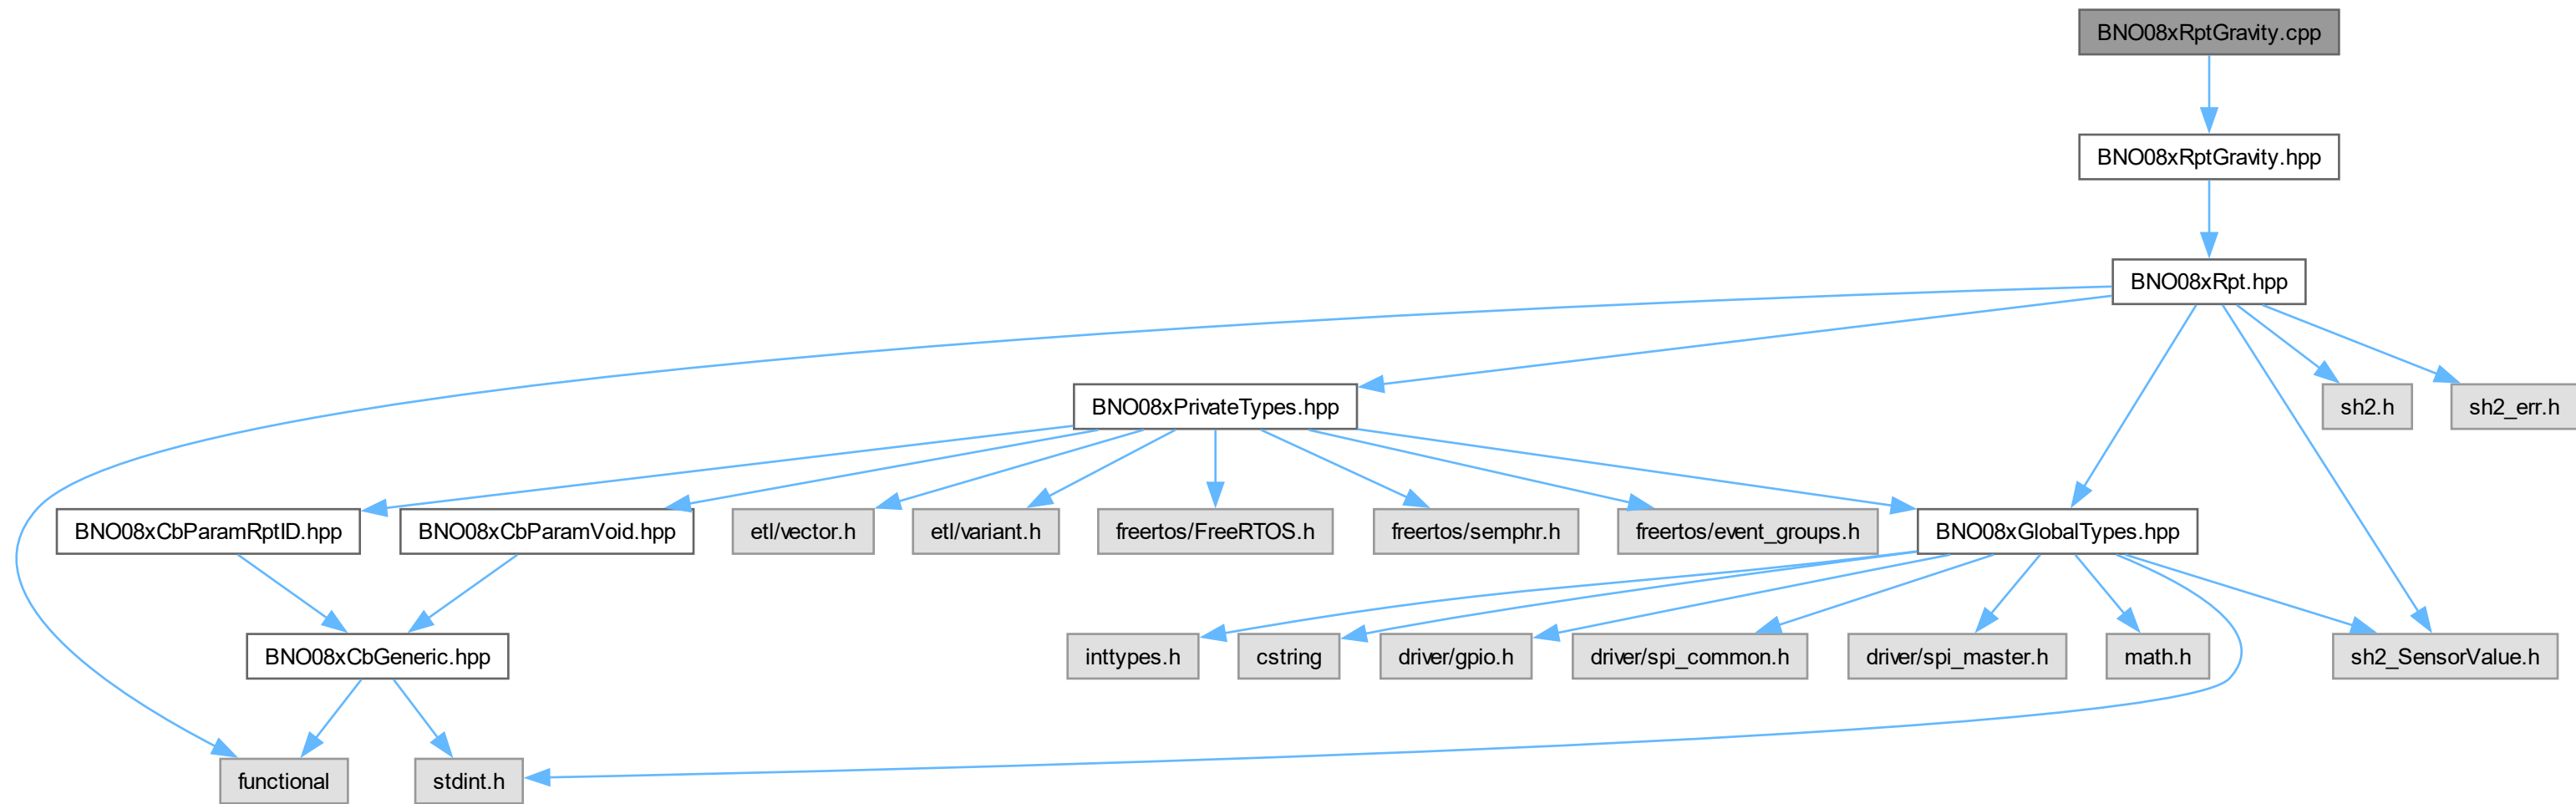 BNO08xRptGravity.cpp
BNO08xRptGravity.hpp
BNO08xRpt.hpp
BNO08xPrivateTypes.hpp
sh2.h
sh2_err.h
BNO08xCbParamRptID.hpp
BNO08xCbParamVoid.hpp
etl/vector.h
etl/variant.h
freertos/FreeRTOS.h
freertos/semphr.h
freertos/event_groups.h
BNO08xGlobalTypes.hpp
BNO08xCbGeneric.hpp
inttypes.h
cstring
driver/gpio.h
driver/spi_common.h
driver/spi_master.h
math.h
sh2_SensorValue.h
functional
stdint.h